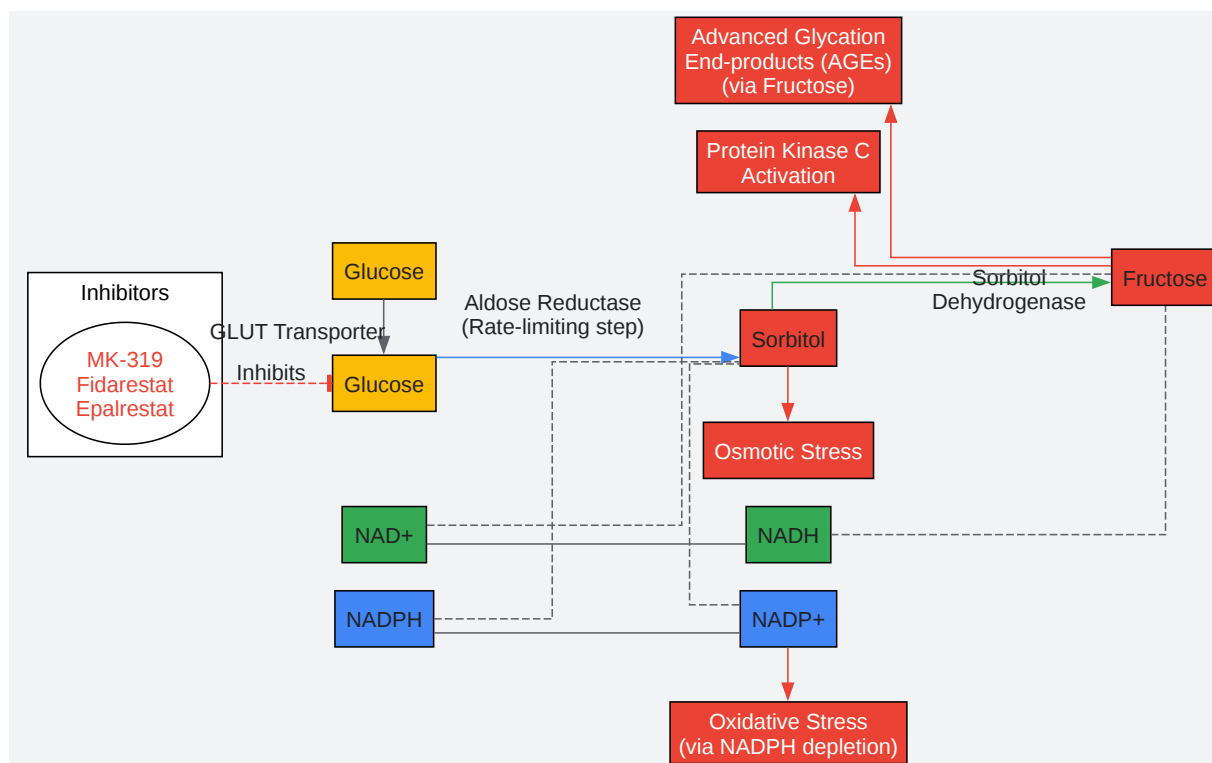 Advanced Glycation
End-products (AGEs)
(via Fructose)
Protein Kinase C
Activation
Glucose
Inhibitors
MK-319
Fidarestat
Epalrestat
GLUT Transporter
Inhibits
Glucose
Aldose Reductase
(Rate-limiting step)
Sorbitol
Sorbitol
Dehydrogenase
Fructose
Osmotic Stress
NAD+
NADH
NADPH
NADP+
Oxidative Stress
(via NADPH depletion)